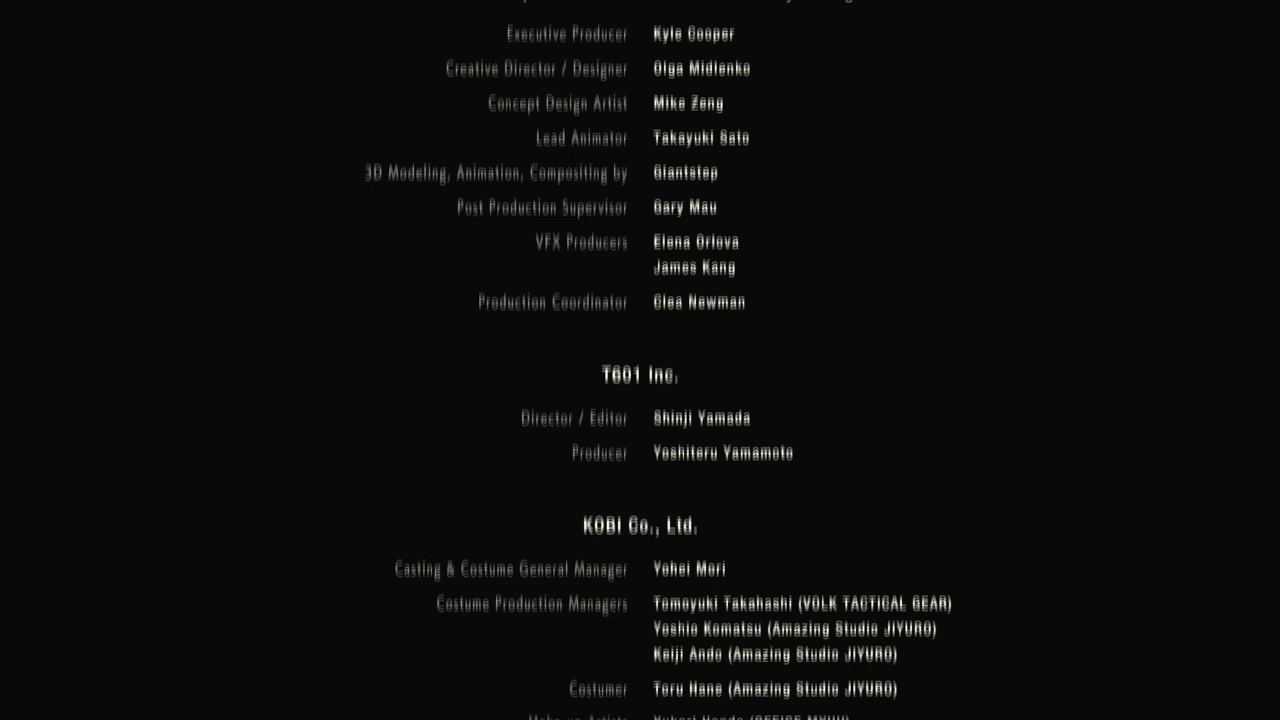 Executive Producer Kyle Cooper
Creative Director / Designer Olga Midlenko
Concept Design Artist Mike Zeng
Lead Animator Takayuki Sato
3D Modeling, Animation, Compositing by Giantstep
Post Production Supervisor Gary Mau
VFX Producers Elena Orlova
James Kang
Production Coordinator Clea Newman
T601 Inc.
Director / Editor Shinji Yamada
Producer Yoshiteru Yamamoto
KOBI Co., Ltd.
Casting & Costume General Manager Yohei Mori
Costume Production Managers Tomoyuki Takahashi (VOLK TACTICAL GEAR)
Yoshio Komatsu (Amazing Studio JIYURO)
Keiji Ando (Amazing Studio JIYURO)
Costumer Toru Hane (Amazing Studio JIYURO)